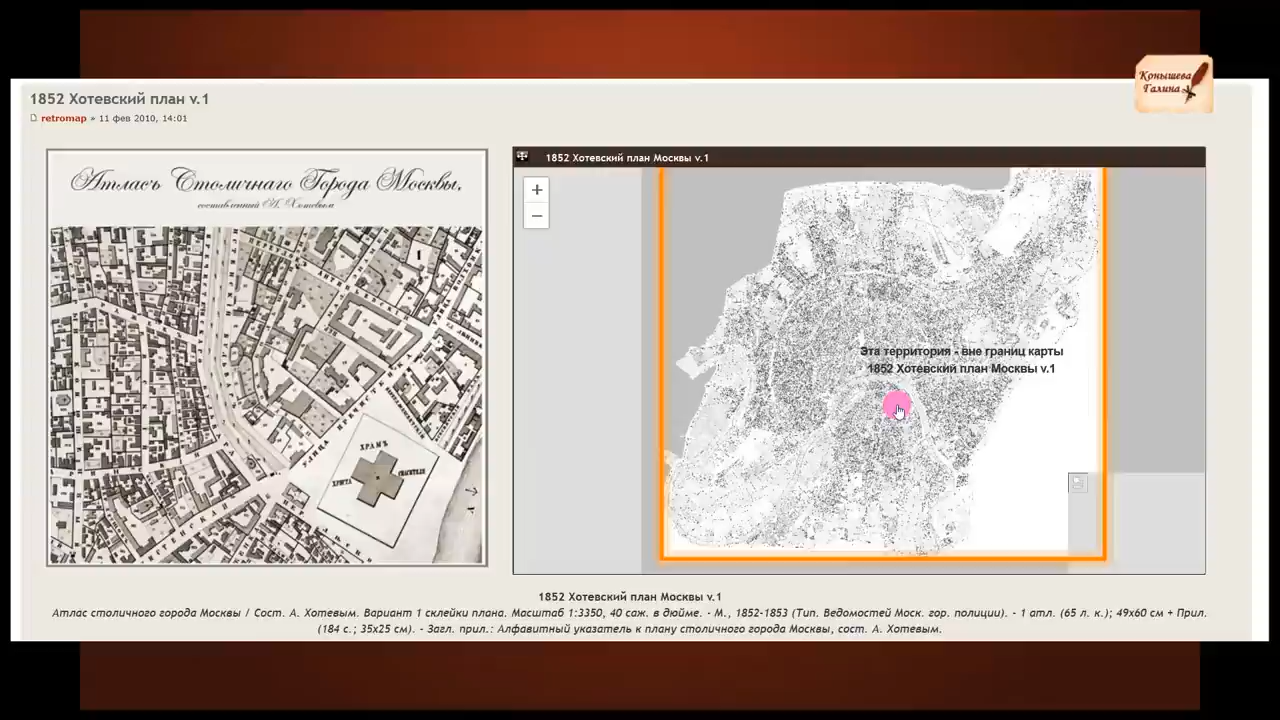 Конышева
Галина
1852 Хотевский план v.1
retromap » 11 фев 2010, 14:01
Атласъ Столичнаго Города Москвы,
составленный А. Хотевым
1852 Хотевский план Москвы v.1
+
−
Эта территория - вне границ карты
1852 Хотевский план Москвы v.1
ХРАМЪ
ХРИСТА
СПАСИТЕЛЯ
УЛИЦА
1852 Хотевский план Москвы v.1
Атлас столичного города Москвы / Сост. А. Хотевым. Вариант 1 склейки плана. Масштаб 1:3350, 40 саж. в дюйме. - М., 1852-1853 (Тип. Ведомостей Моск. гор. полиции). - 1 атл. (65 л. к.); 49х60 см + Прил.
(184 с.; 35х25 см). - Загл. прил.: Алфавитный указатель к плану столичного города Москвы, сост. А. Хотевым.